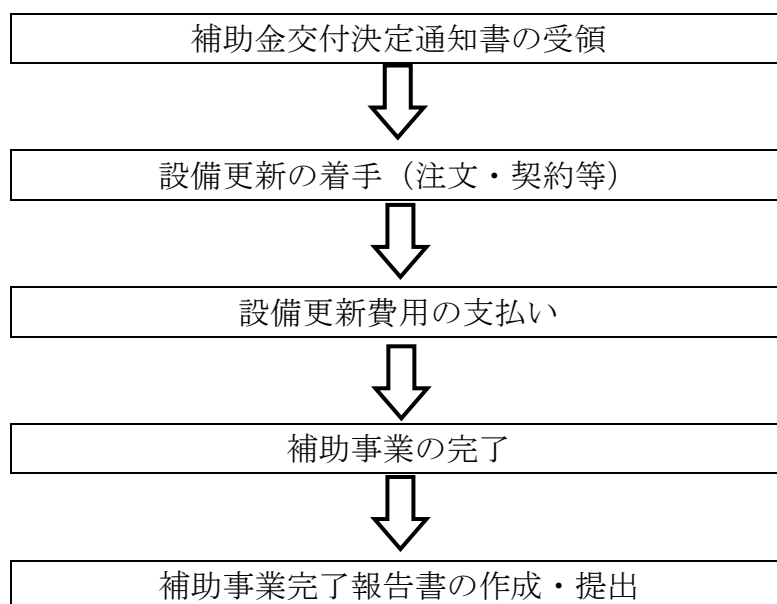 補助金交付決定通知書の受領
設備更新の着手（注文・契約等）
設備更新費用の支払い
補助事業の完了
補助事業完了報告書の作成・提出